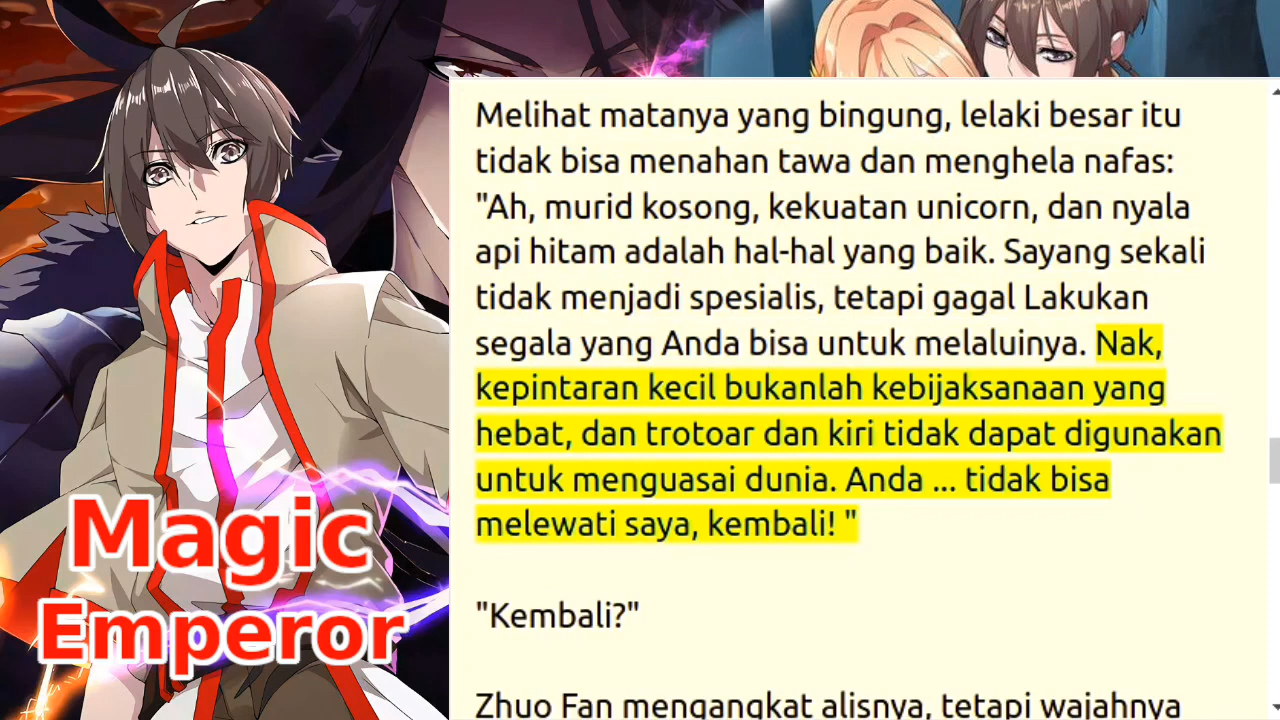 Melihat matanya yang bingung, lelaki besar itu
tidak bisa menahan tawa dan menghela nafas:
"Ah, murid kosong, kekuatan unicorn, dan nyala
api hitam adalah hal-hal yang baik. Sayang sekali
tidak menjadi spesialis, tetapi gagal Lakukan
segala yang Anda bisa untuk melaluinya. Nak,
kepintaran kecil bukanlah kebijaksanaan yang
hebat, dan trotoar dan kiri tidak dapat digunakan
untuk menguasai dunia. Anda ... tidak bisa
melewati saya, kembali! "
"Kembali?"
Zhuo Fan mengangkat alisnya, tetapi wajahnya
Magic
Emperor